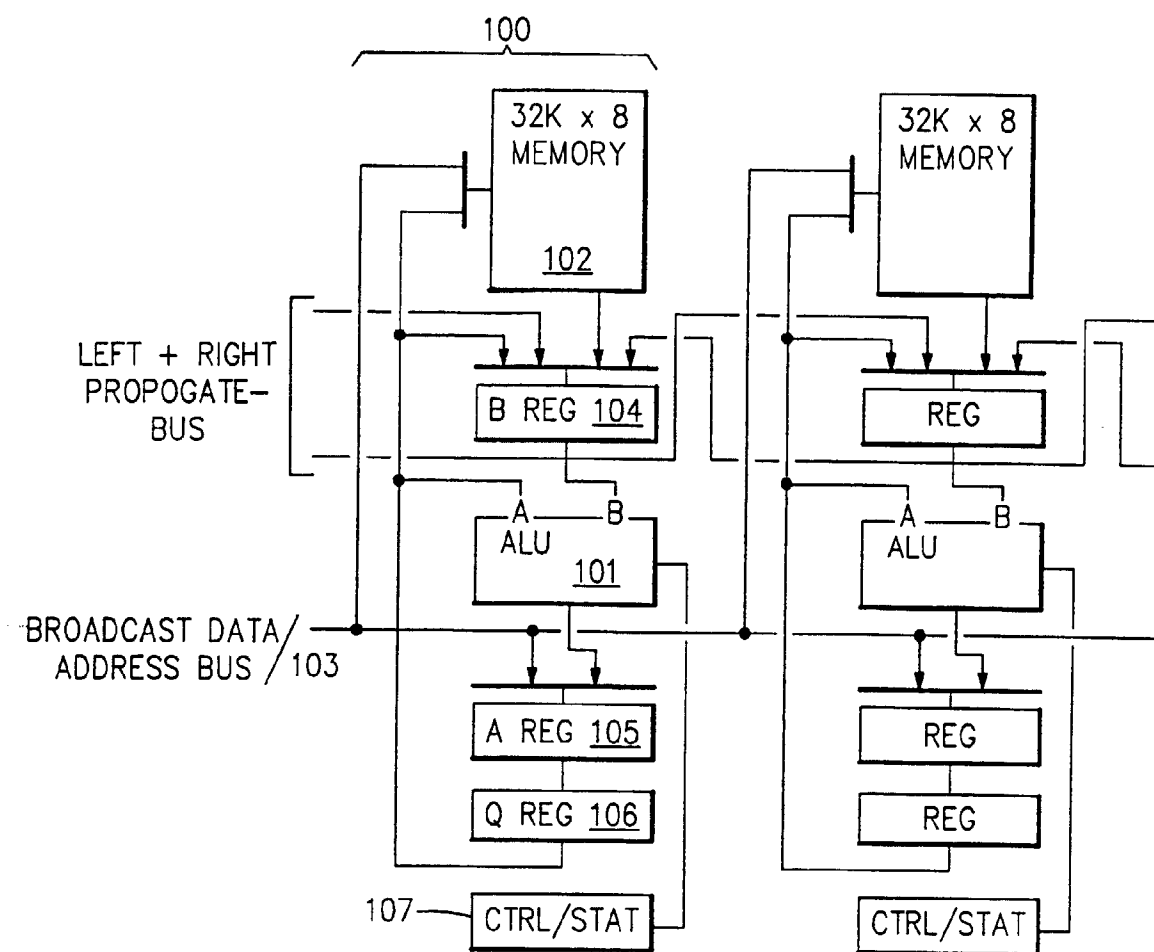 100
32K x 8
MEMORY
102
32K x 8
MEMORY
LEFT + RIGHT
PROPOGATE-
BUS
B REG 104
REG
A
B
ALU
101
A
B
ALU
BROADCAST DATA/
ADDRESS BUS
103
A REG 105
REG
Q REG 106
REG
107
CTRL/STAT
CTRL/STAT